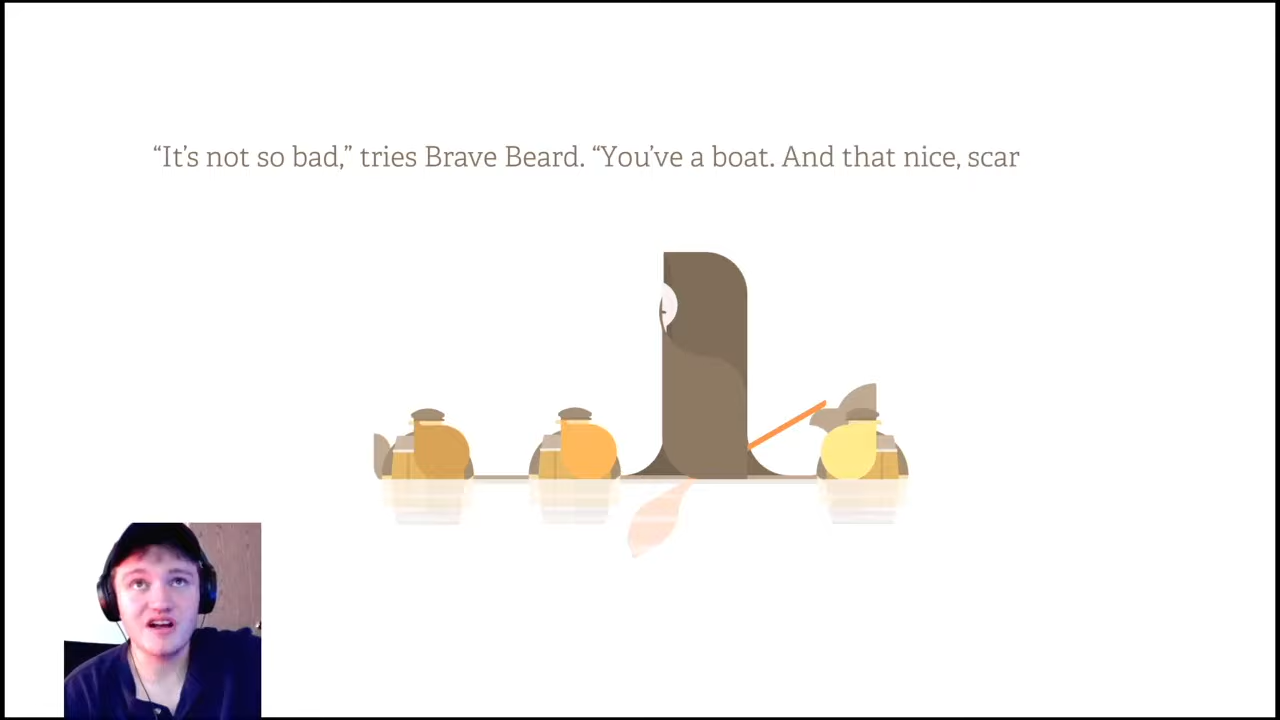 “It’s not so bad,” tries Brave Beard. “You’ve a boat. And that nice, scar